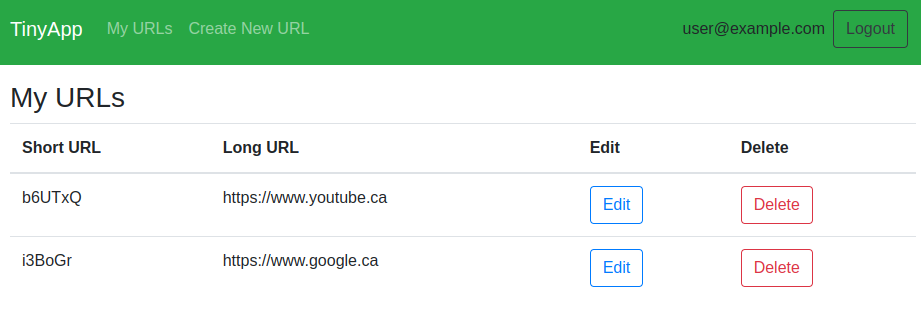 TinyApp My URLs Create New URL user@example.com Logout
My URLs
Short URL Long URL Edit Delete
b6UTxQ https://www.youtube.ca Edit Delete
i3BoGr https://www.google.ca Edit Delete